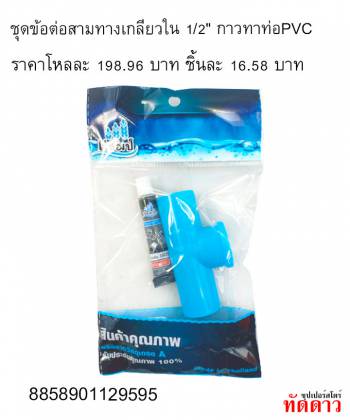 ชุดข้อต่อสามทางเกลียวใน 1/2" กาวทาท่อPVC
ราคาโหลละ 198.96 บาท ชิ้นละ 16.58 บาท
สินค้าคุณภาพ
A
100%
8858901129595
ซุปเปอร์สโตร์
ทัดดาว